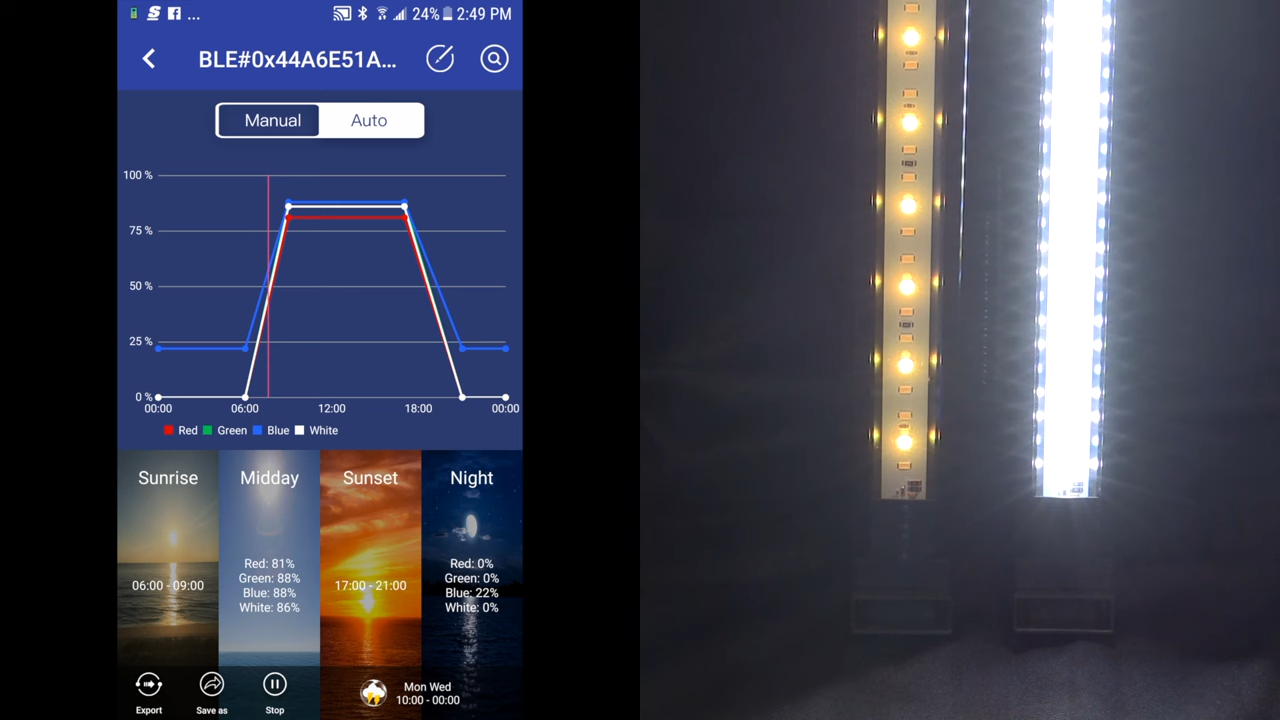 ... 24% 2:49 PM
BLE#0x44A6E51A...
Manual Auto
100 %
75 %
50 %
25 %
0 %
00:00 06:00 12:00 18:00 00:00
Red Green Blue White
Sunrise Midday Sunset Night
06:00 - 09:00
Red: 81%
Green: 88%
Blue: 88%
White: 86%
17:00 - 21:00
Red: 0%
Green: 0%
Blue: 22%
White: 0%
Export Save as Stop
Mon Wed
10:00 - 00:00